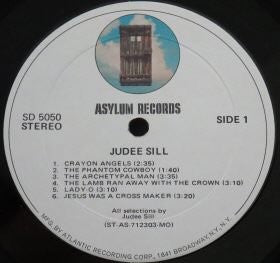 ASYLUM RECORDS
SD 5050
STEREO
SIDE 1
JUDEE SILL
1. CRAYON ANGELS (2:35)
2. THE PHANTOM COWBOY (1:40)
3. THE ARCHETYPAL MAN (3:35)
4. THE LAMB RAN AWAY WITH THE CROWN (3:10)
5. LADY-O (3:10)
6. JESUS WAS A CROSS MAKER (3:20)
All selections by
Judee Sill
(ST-AS-712303-MO)
MFG BY ATLANTIC RECORDING CORP., 1841 BROADWAY, N.Y., N.Y.